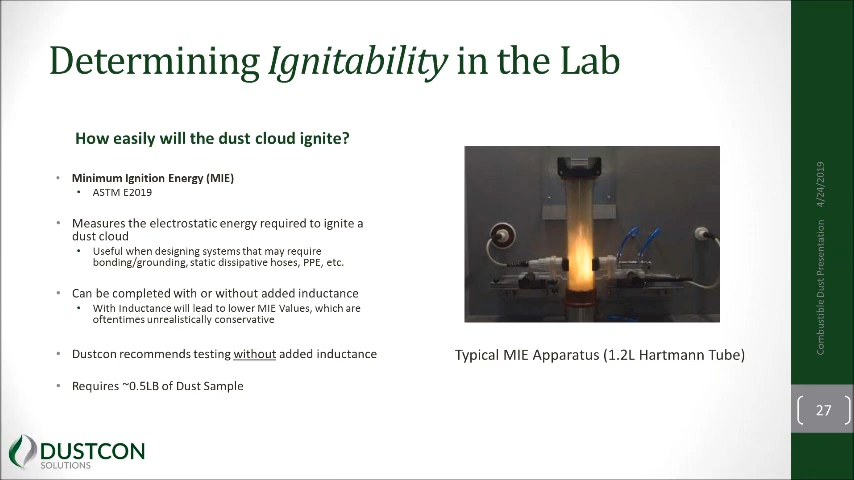 Determining Ignitability in the Lab
How easily will the dust cloud ignite?
• Minimum Ignition Energy (MIE)
• ASTM E2019
• Measures the electrostatic energy required to ignite a
dust cloud
• Useful when designing systems that may require
bonding/grounding, static dissipative hoses, PPE, etc.
• Can be completed with or without added inductance
• With Inductance will lead to lower MIE Values, which are
oftentimes unrealistically conservative
• Dustcon recommends testing without added inductance
• Requires ~0.5LB of Dust Sample
Typical MIE Apparatus (1.2L Hartmann Tube)
Combustible Dust Presentation 4/24/2019
27
DUSTCON
SOLUTIONS